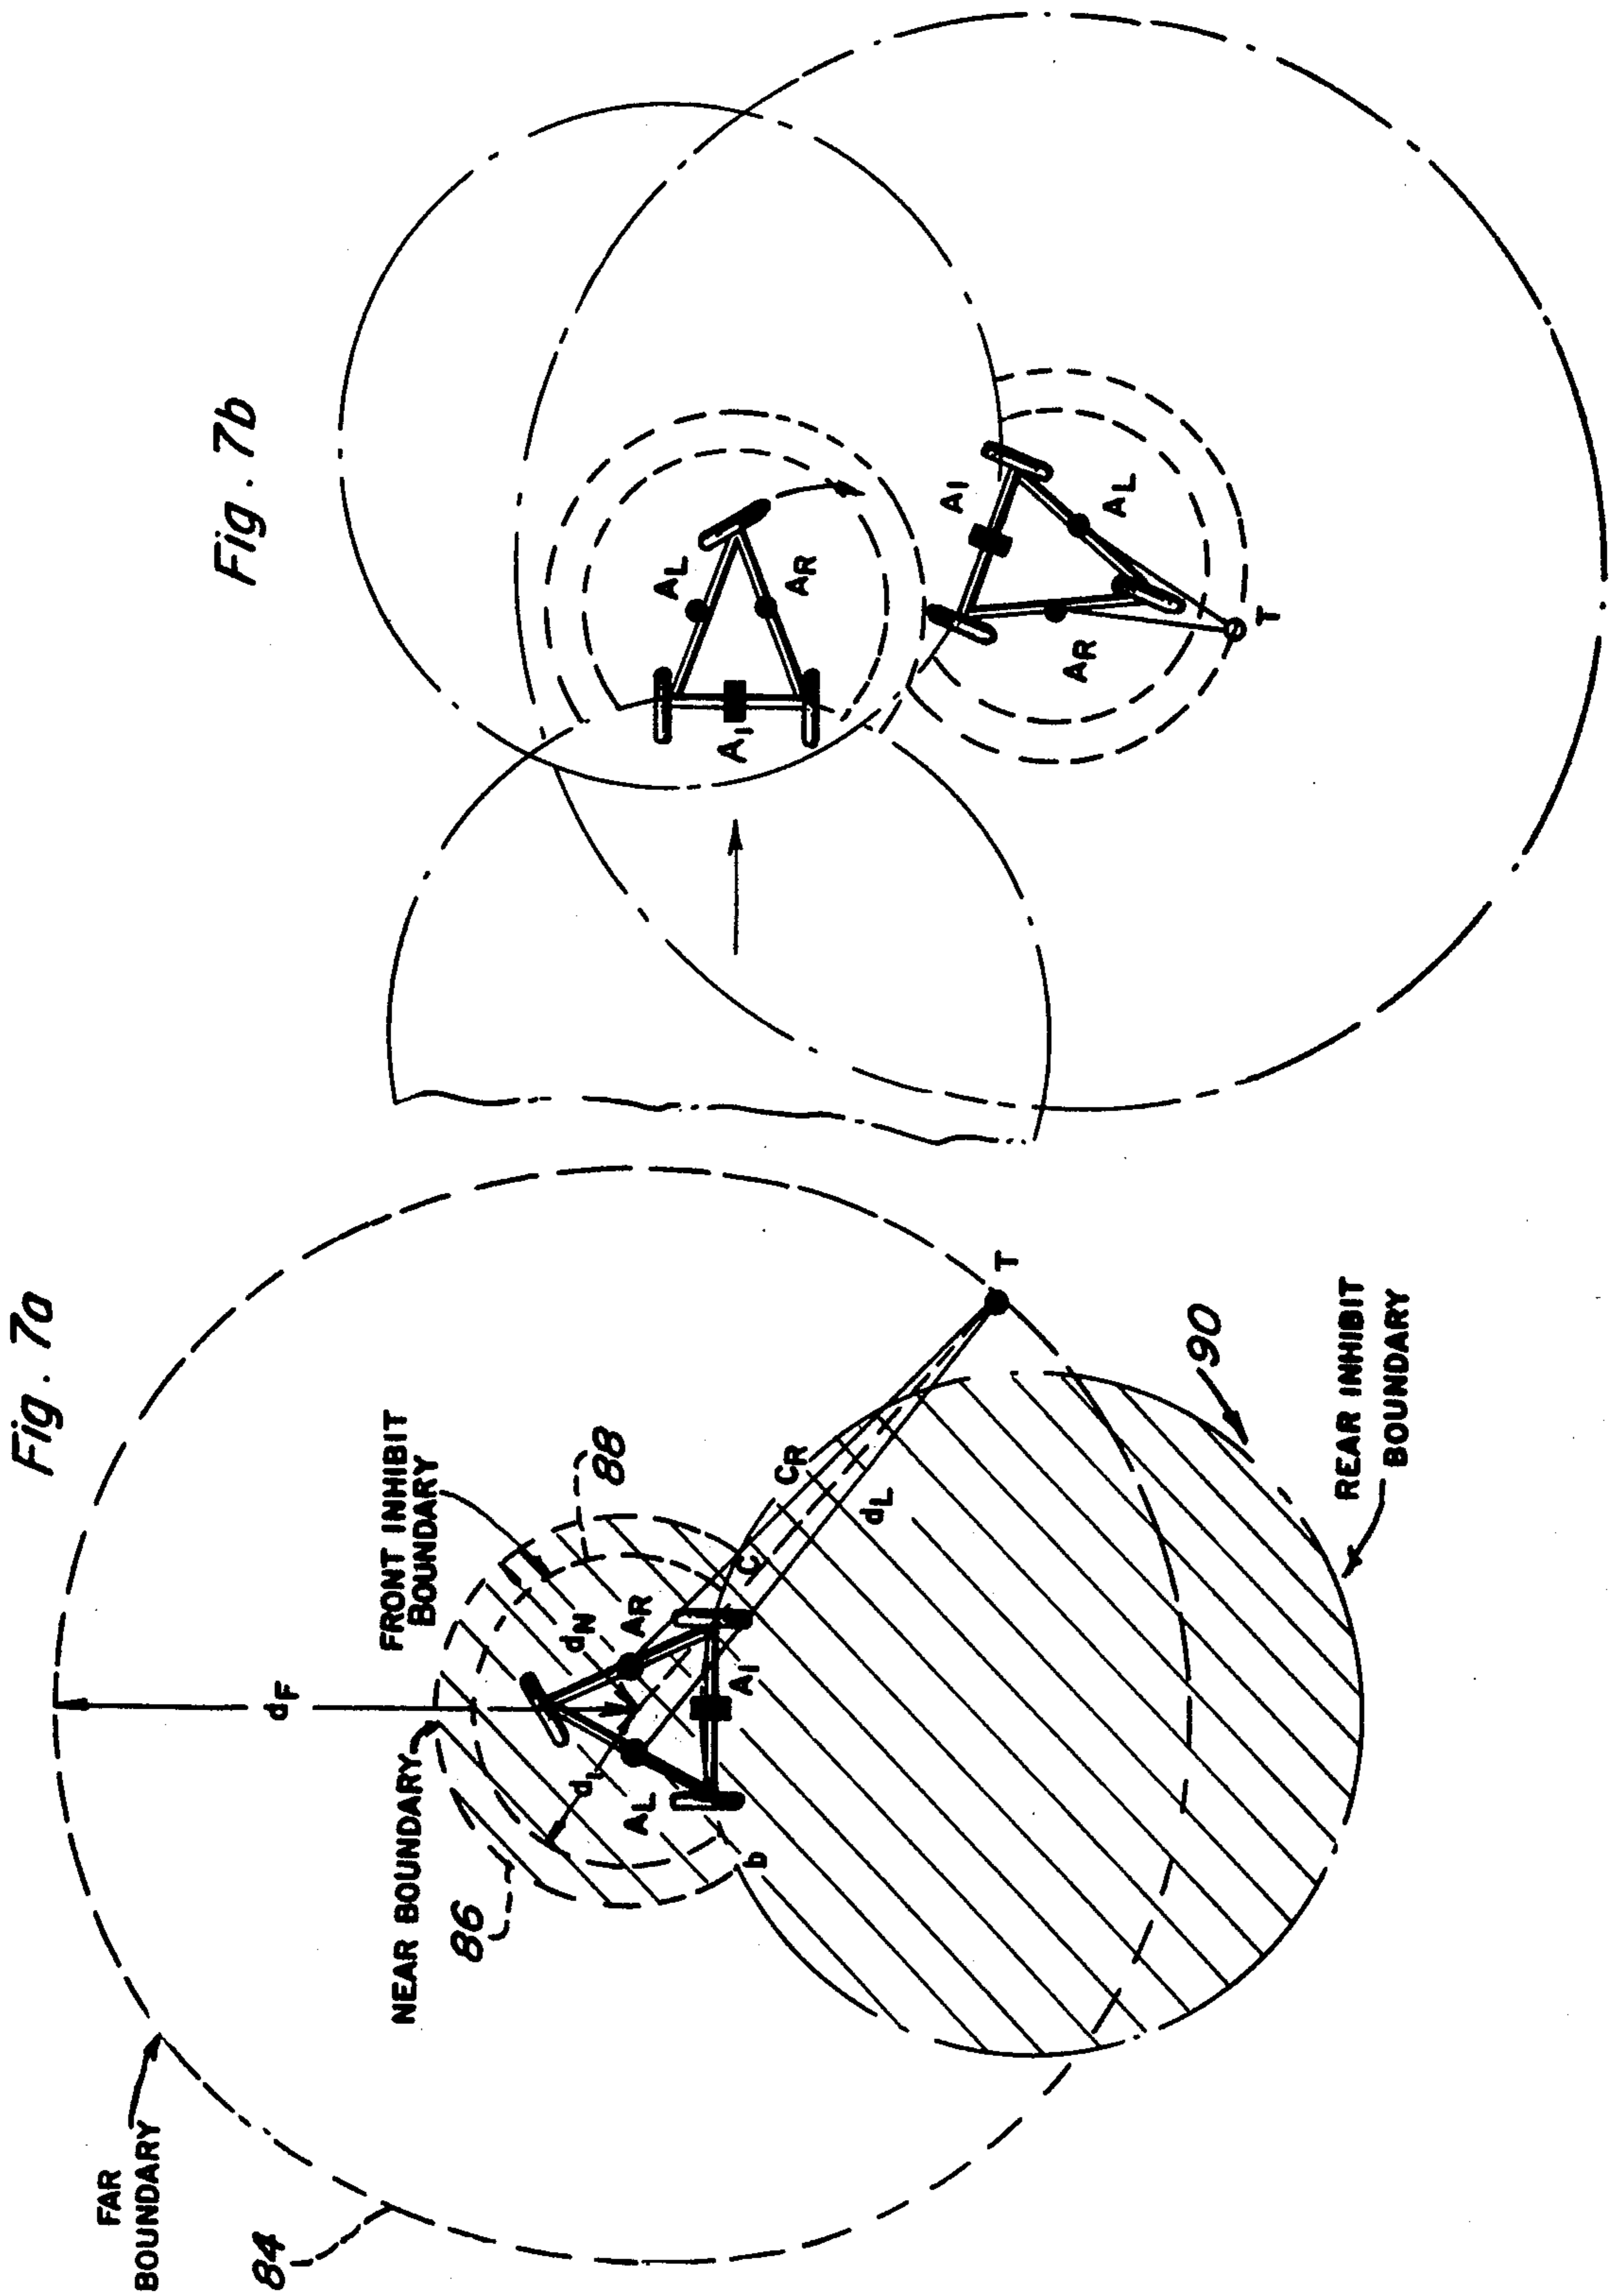 Fig. 7a
FAR
BOUNDARY
84
dF
NEAR BOUNDARY
86
FRONT INHIBIT
BOUNDARY
88
dN
AR
AL
AI
b
C
CR
dL
T
90
REAR INHIBIT
BOUNDARY
Fig. 7b
AL
AR
AI
AI
AL
AR
T